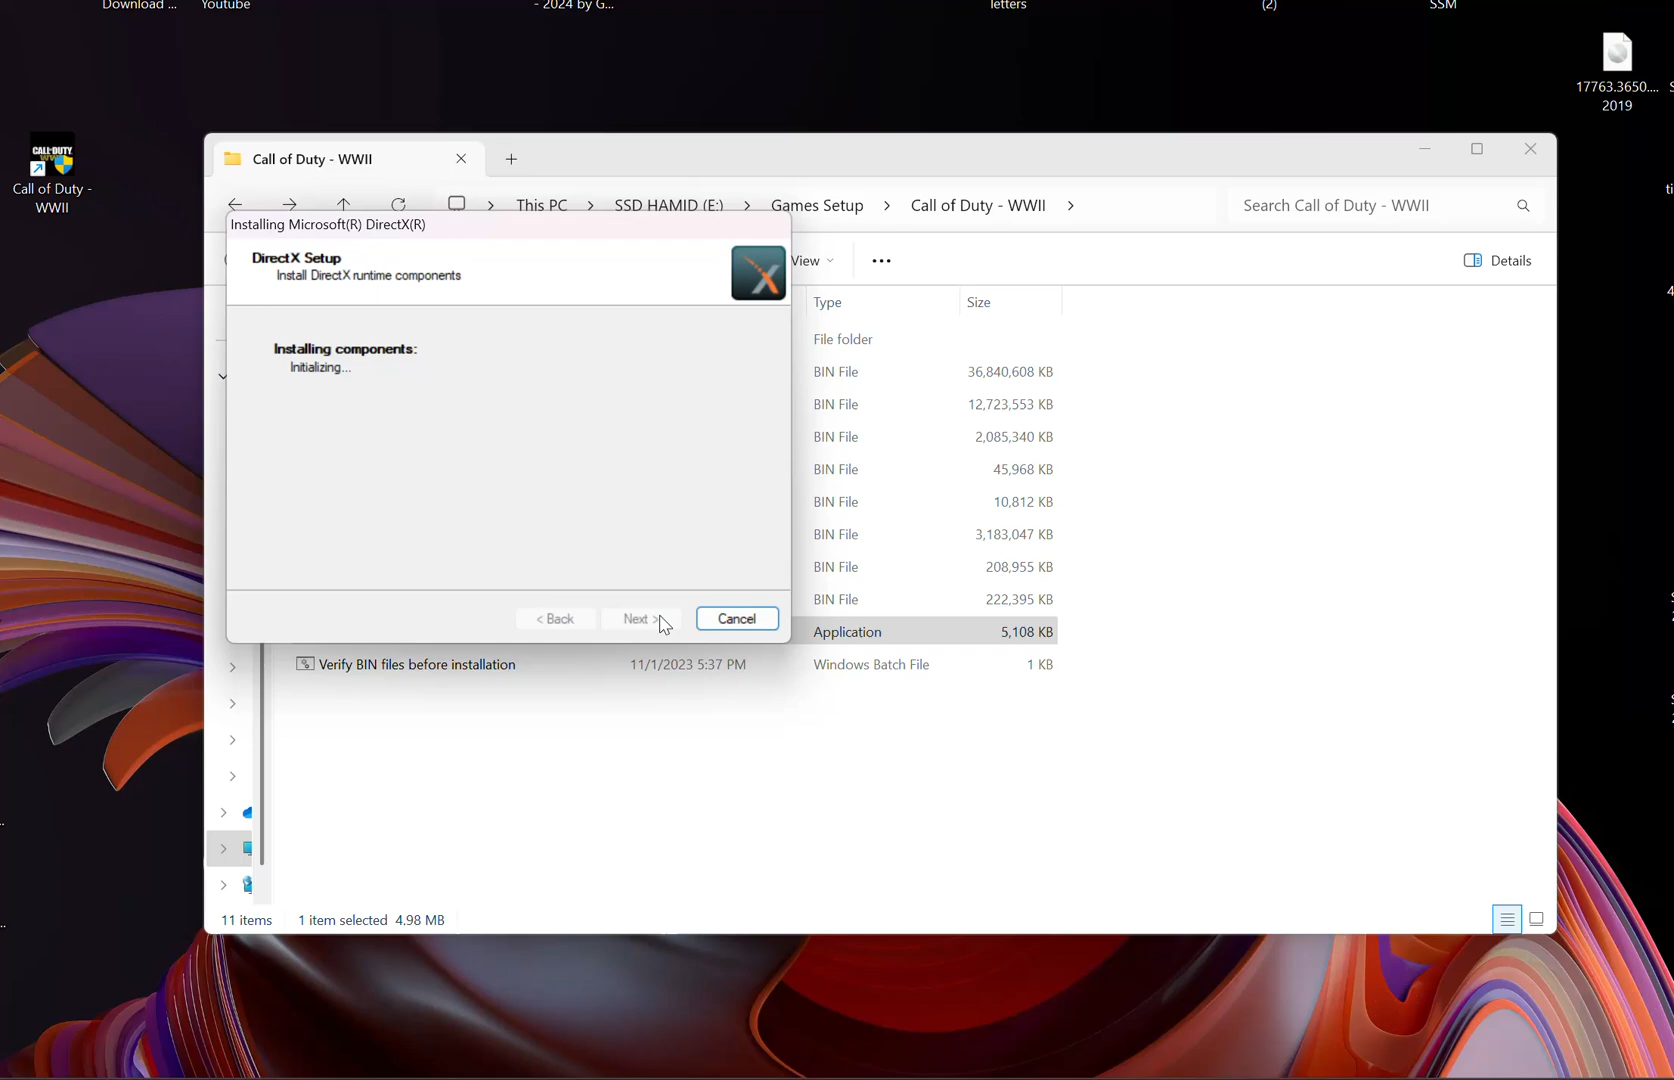 Download ...
Youtube
- 2024 by G...
letters
(2)
SSM
17763.3650....
2019
CALL·DUTY
Call of Duty -
WWII
Call of Duty - WWII
This PC
SSD HAMID (E:)
Games Setup
Call of Duty - WWII
Search Call of Duty - WWII
Installing Microsoft(R) DirectX(R)
DirectX Setup
Install DirectX runtime components
View
Details
Type
Size
File folder
Installing components:
Initializing...
BIN File
36,840,608 KB
BIN File
12,723,553 KB
BIN File
2,085,340 KB
BIN File
45,968 KB
BIN File
10,812 KB
BIN File
3,183,047 KB
BIN File
208,955 KB
BIN File
222,395 KB
< Back
Next >
Cancel
Application
5,108 KB
Verify BIN files before installation
11/1/2023 5:37 PM
Windows Batch File
1 KB
11 items
1 item selected 4.98 MB